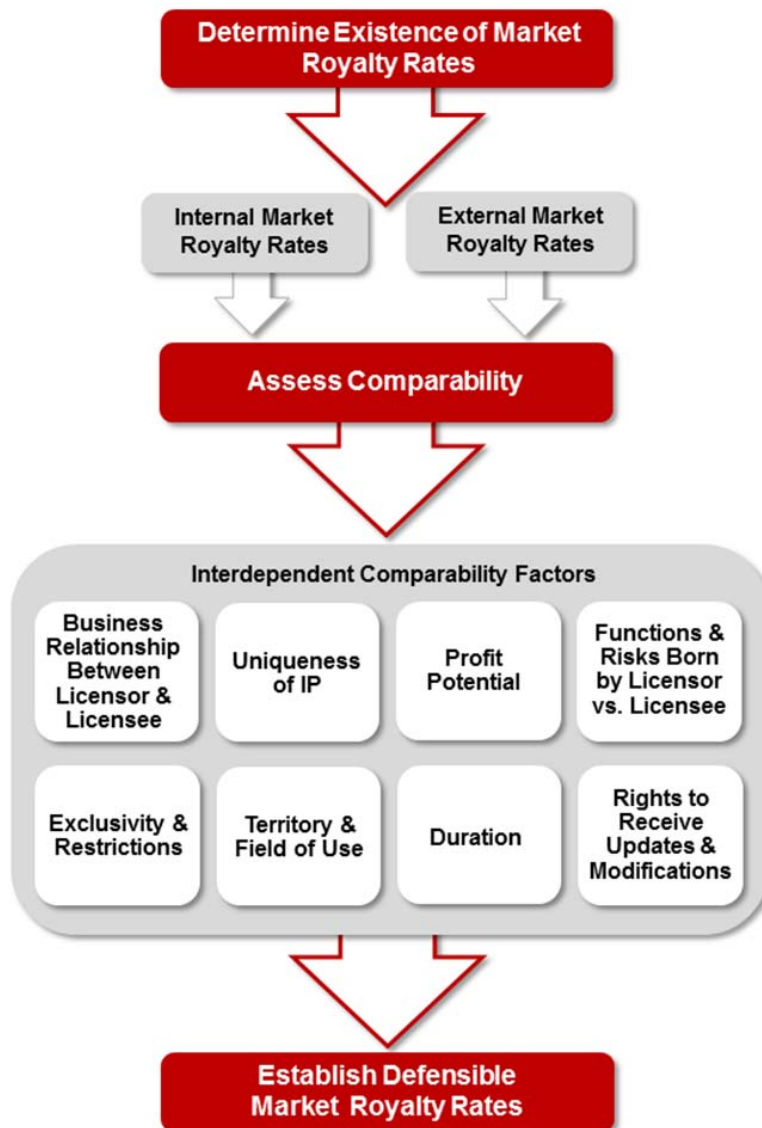 Determine Existence of Market
Royalty Rates
Internal Market
Royalty Rates
External Market
Royalty Rates
Assess Comparability
Interdependent Comparability Factors
Business
Relationship
Between
Licensor &
Licensee
Uniqueness
of IP
Profit
Potential
Functions &
Risks Born
by Licensor
vs. Licensee
Exclusivity &
Restrictions
Territory &
Field of Use
Duration
Rights to
Receive
Updates &
Modifications
Establish Defensible
Market Royalty Rates